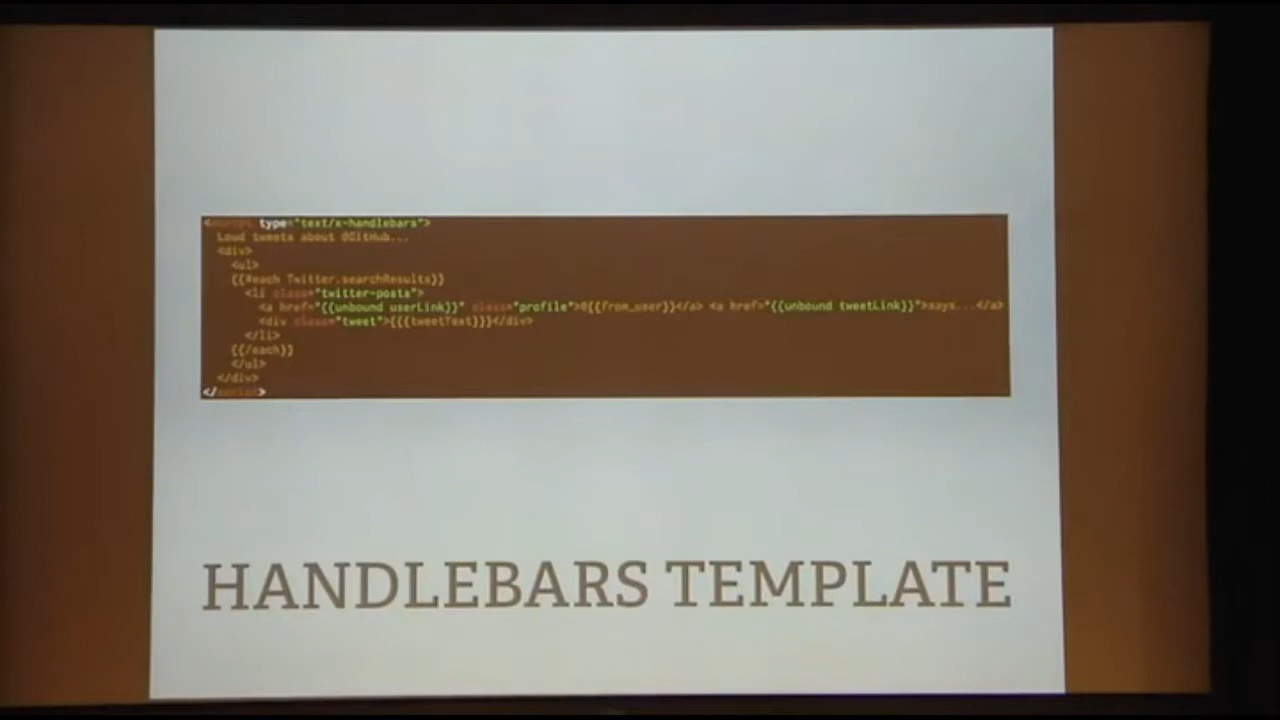 <script type="text/x-handlebars">
Load tweets about @GitHub...
<div>
<ul>
{{#each Twitter.searchResults}}
<li class="twitter-posts">
<a href="{{unbound userLink}}" class="profile">@{{from_user}}</a> <a href="{{unbound tweetLink}}">says...</a>
<div class="tweet">{{{tweetText}}}</div>
</li>
{{/each}}
</ul>
</div>
</script>
HANDLEBARS TEMPLATE